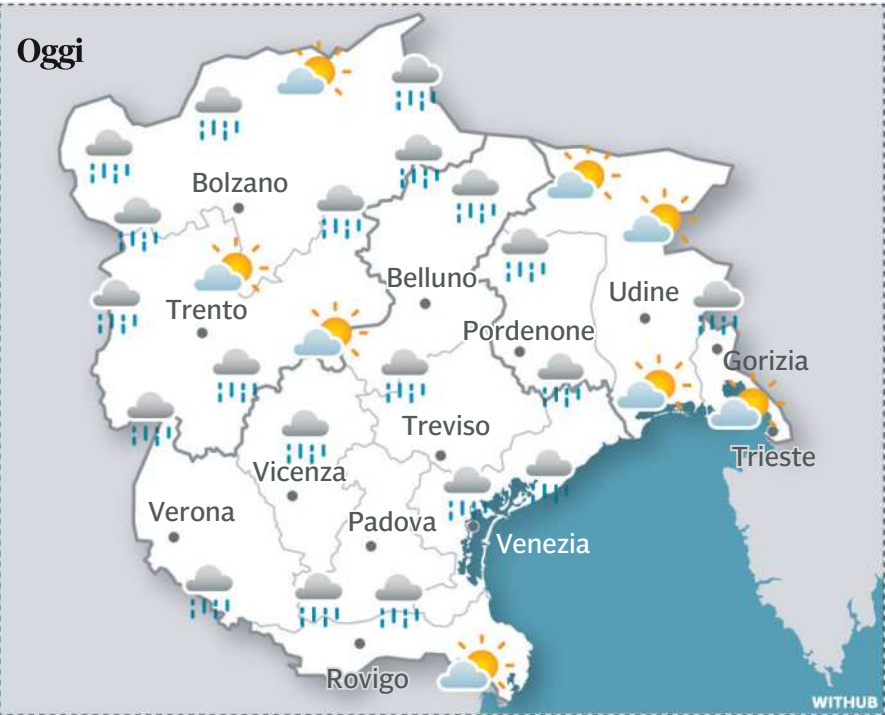 Oggi
Bolzano
Belluno
Udine
Trento
Pordenone
Gorizia
Treviso
Trieste
Vicenza
Verona
Padova
Venezia
Rovigo
WITHUB